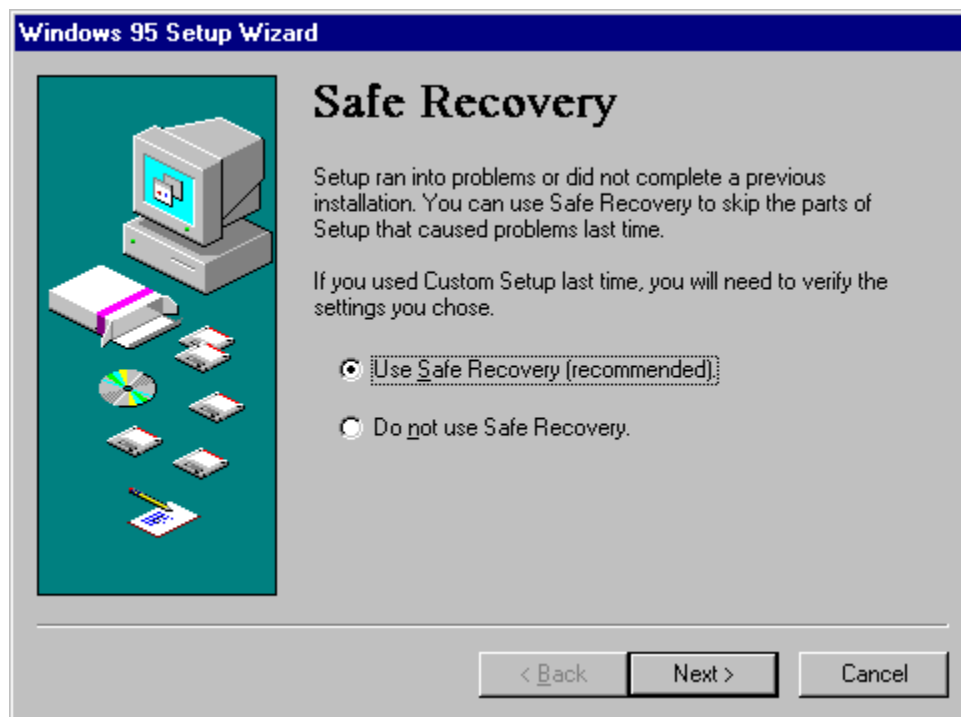 Windows 95 Setup Wizard
Safe Recovery
Setup ran into problems or did not complete a previous
installation. You can use Safe Recovery to skip the parts of
Setup that caused problems last time.
If you used Custom Setup last time, you will need to verify the
settings you chose.
Use Safe Recovery (recommended).
Do not use Safe Recovery.
< Back
Next >
Cancel